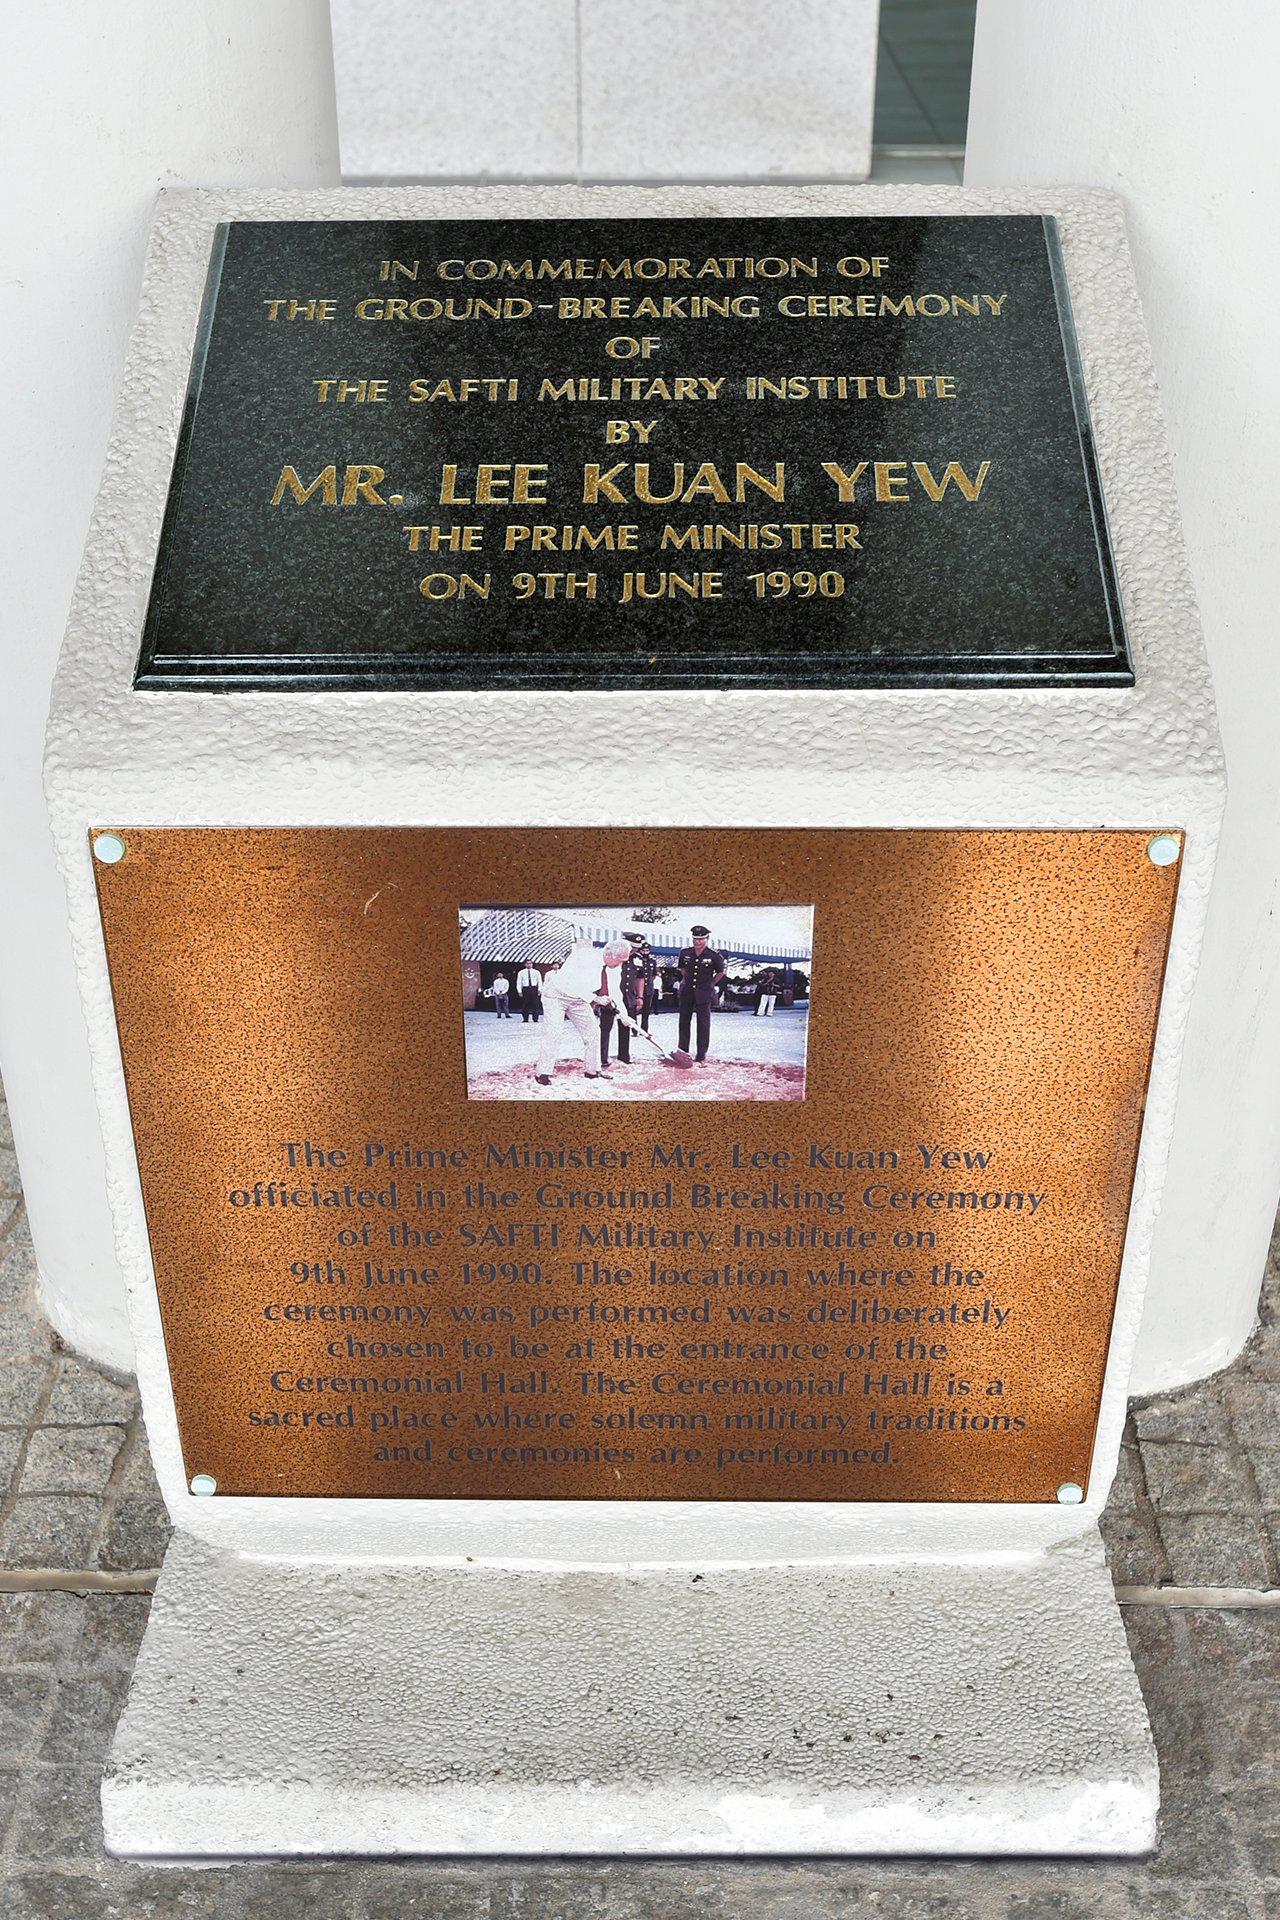 IN COMMEMORATION OF
THE GROUND-BREAKING CEREMONY
OF
THE SAFTI MILITARY INSTITUTE
BY
MR. LEE KUAN YEW
THE PRIME MINISTER
ON 9TH JUNE 1990
The Prime Minister Mr. Lee Kuan Yew
officiated in the Ground Breaking Ceremony
of the SAFTI Military Institute on
9th June 1990. The location where the
ceremony was performed was deliberately
chosen to be at the entrance of the
Ceremonial Hall. The Ceremonial Hall is a
sacred place where solemn military traditions
and ceremonies are performed.